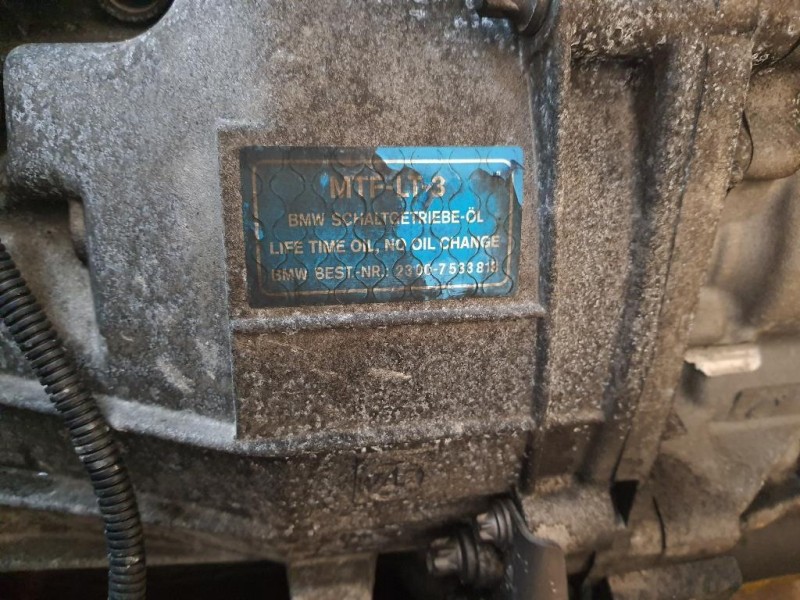 MTF-LT-3
BMW SCHALTGETRIEBE-ÖL
LIFE TIME OIL, NO OIL CHANGE
BMW BEST.-NR.: 2300-7533818